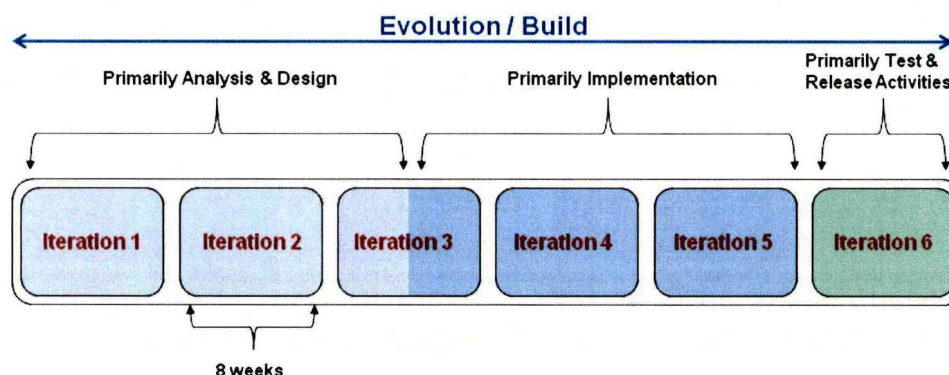 Evolution / Build
Primarily Analysis & Design
Primarily Implementation
Primarily Test &
Release Activities
Iteration 1
Iteration 2
Iteration 3
Iteration 4
Iteration 5
Iteration 6
8 weeks